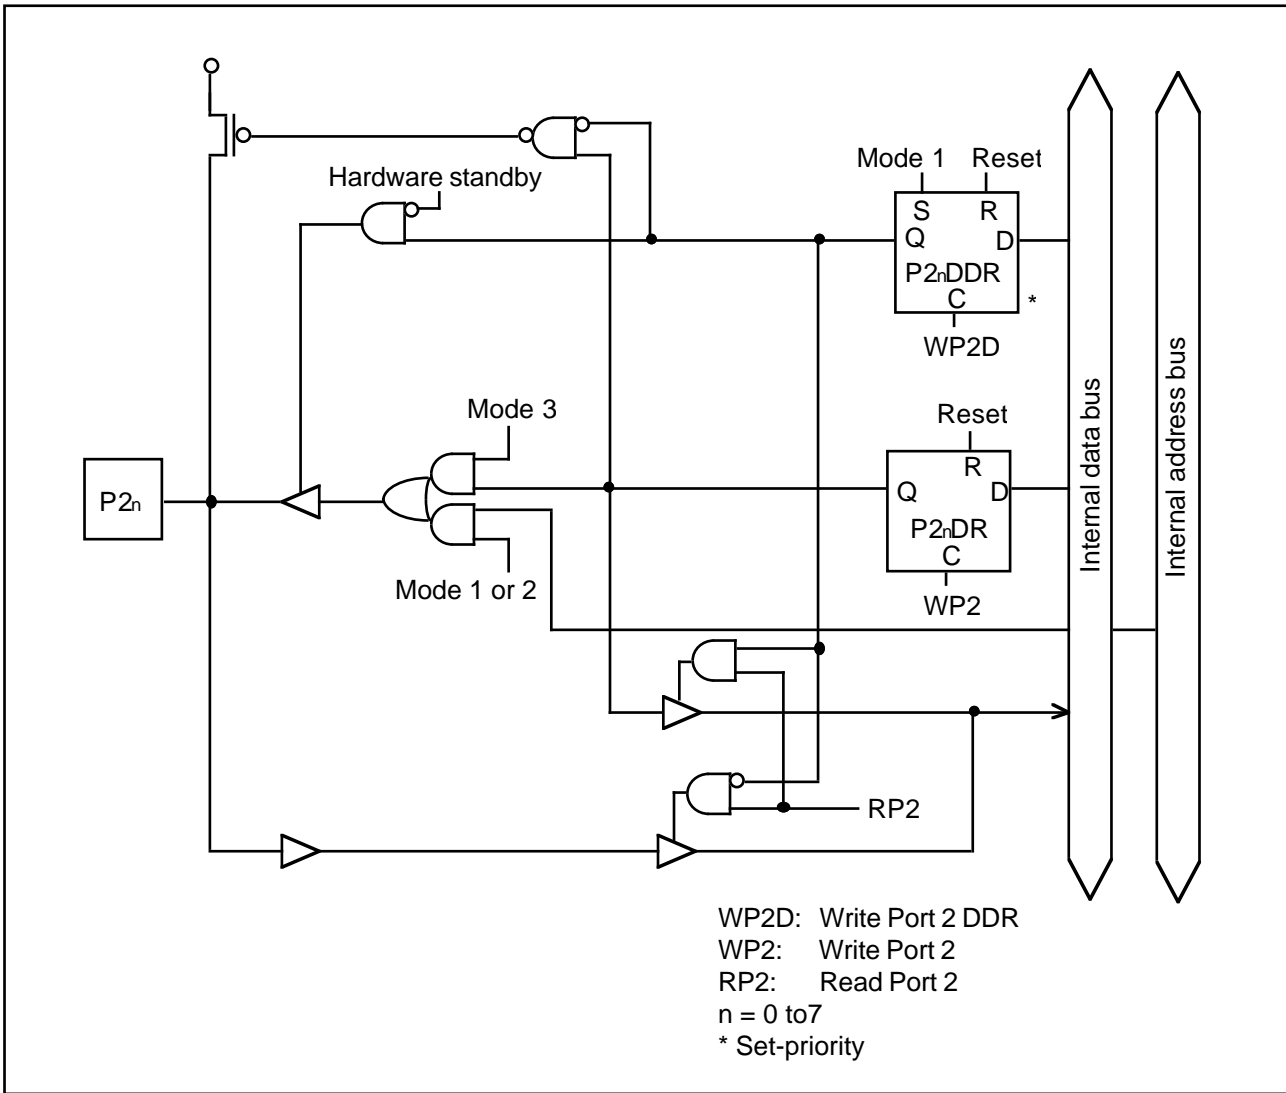 Mode 1 Reset
Hardware standby
S R
Q D
P2nDDR
C *
WP2D
Mode 3
Reset
R
Q D
P2n
P2nDR
C
Mode 1 or 2
WP2
Internal data bus
Internal address bus
RP2
WP2D: Write Port 2 DDR
WP2: Write Port 2
RP2: Read Port 2
n = 0 to7
* Set-priority